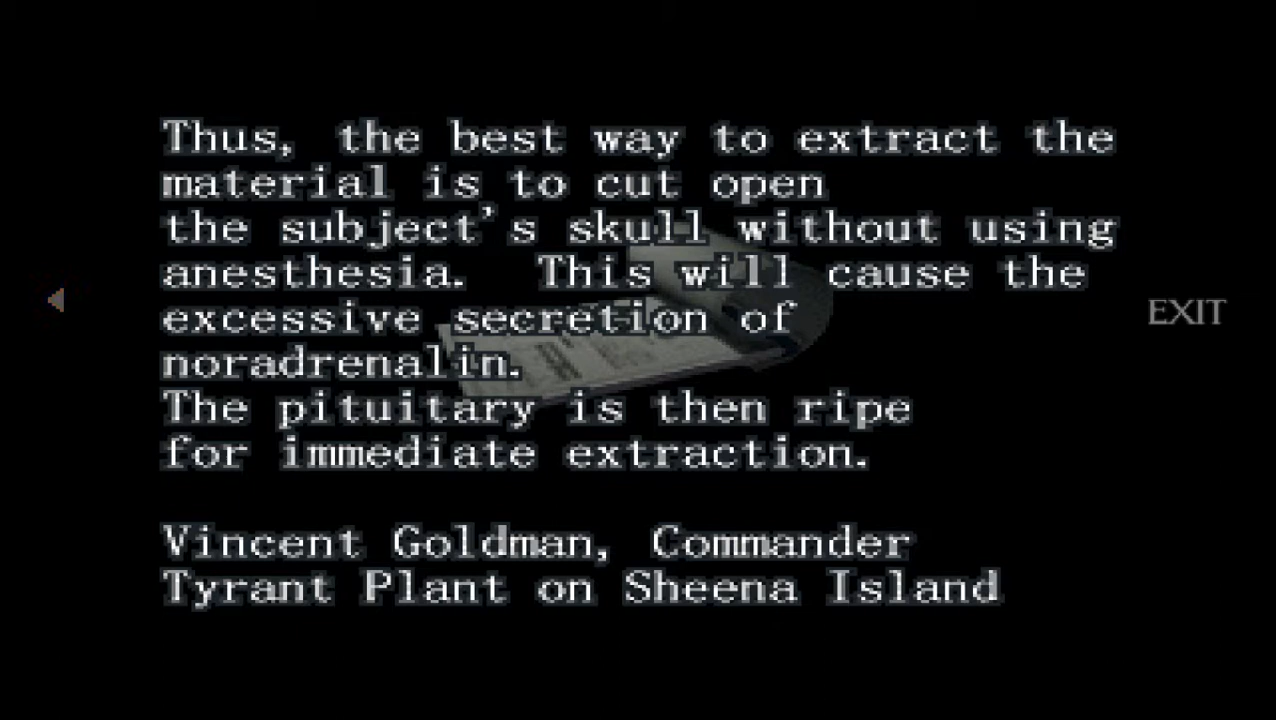 Thus, the best way to extract the
material is to cut open
the subject's skull without using
anesthesia. This will cause the
excessive secretion of
noradrenalin.
The pituitary is then ripe
for immediate extraction.
Vincent Goldman, Commander
Tyrant Plant on Sheena Island
EXIT